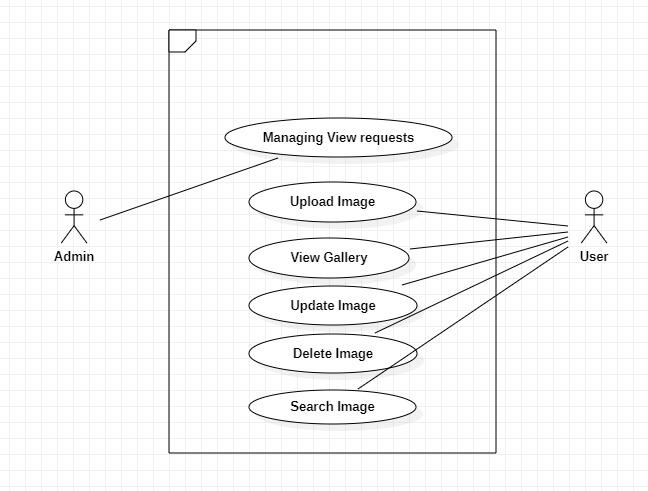 Managing View requests
Upload Image
View Gallery
Update Image
Delete Image
Search Image
Admin
User